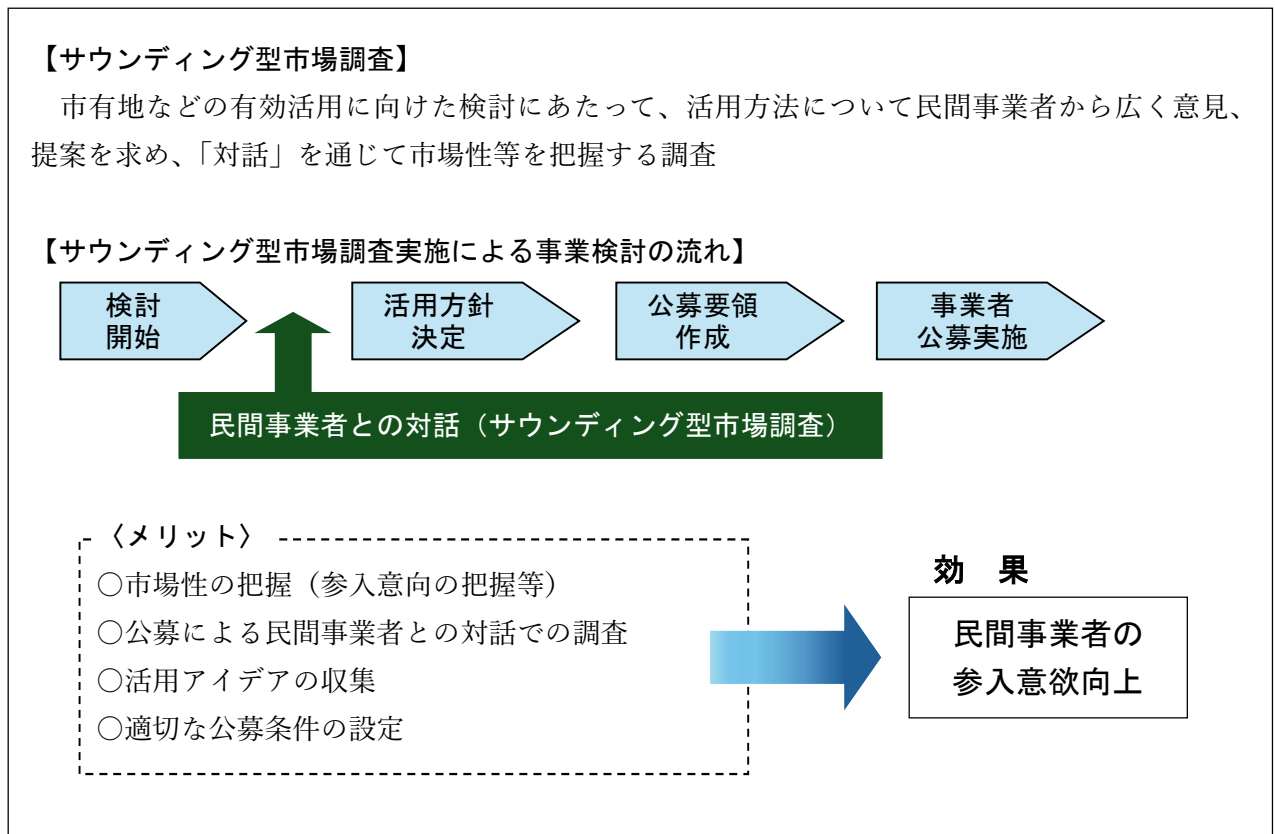 【サウンディング型市場調査】
市有地などの有効活用に向けた検討にあたって、活用方法について民間事業者から広く意見、
提案を求め、「対話」を通じて市場性等を把握する調査
【サウンディング型市場調査実施による事業検討の流れ】
検討
開始
活用方針
決定
公募要領
作成
事業者
公募実施
民間事業者との対話（サウンディング型市場調査）
〈メリット〉
○市場性の把握（参入意向の把握等）
○公募による民間事業者との対話での調査
○活用アイデアの収集
○適切な公募条件の設定
効　果
民間事業者の
参入意欲向上